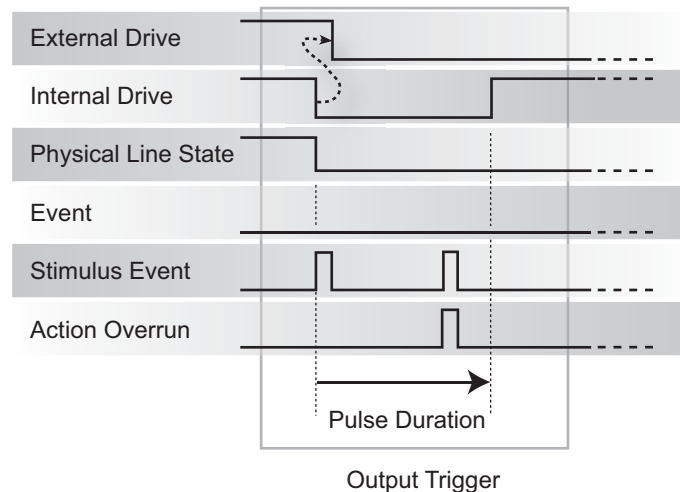 External Drive
Internal Drive
Physical Line State
Event
Stimulus Event
Action Overrun
Pulse Duration
Output Trigger